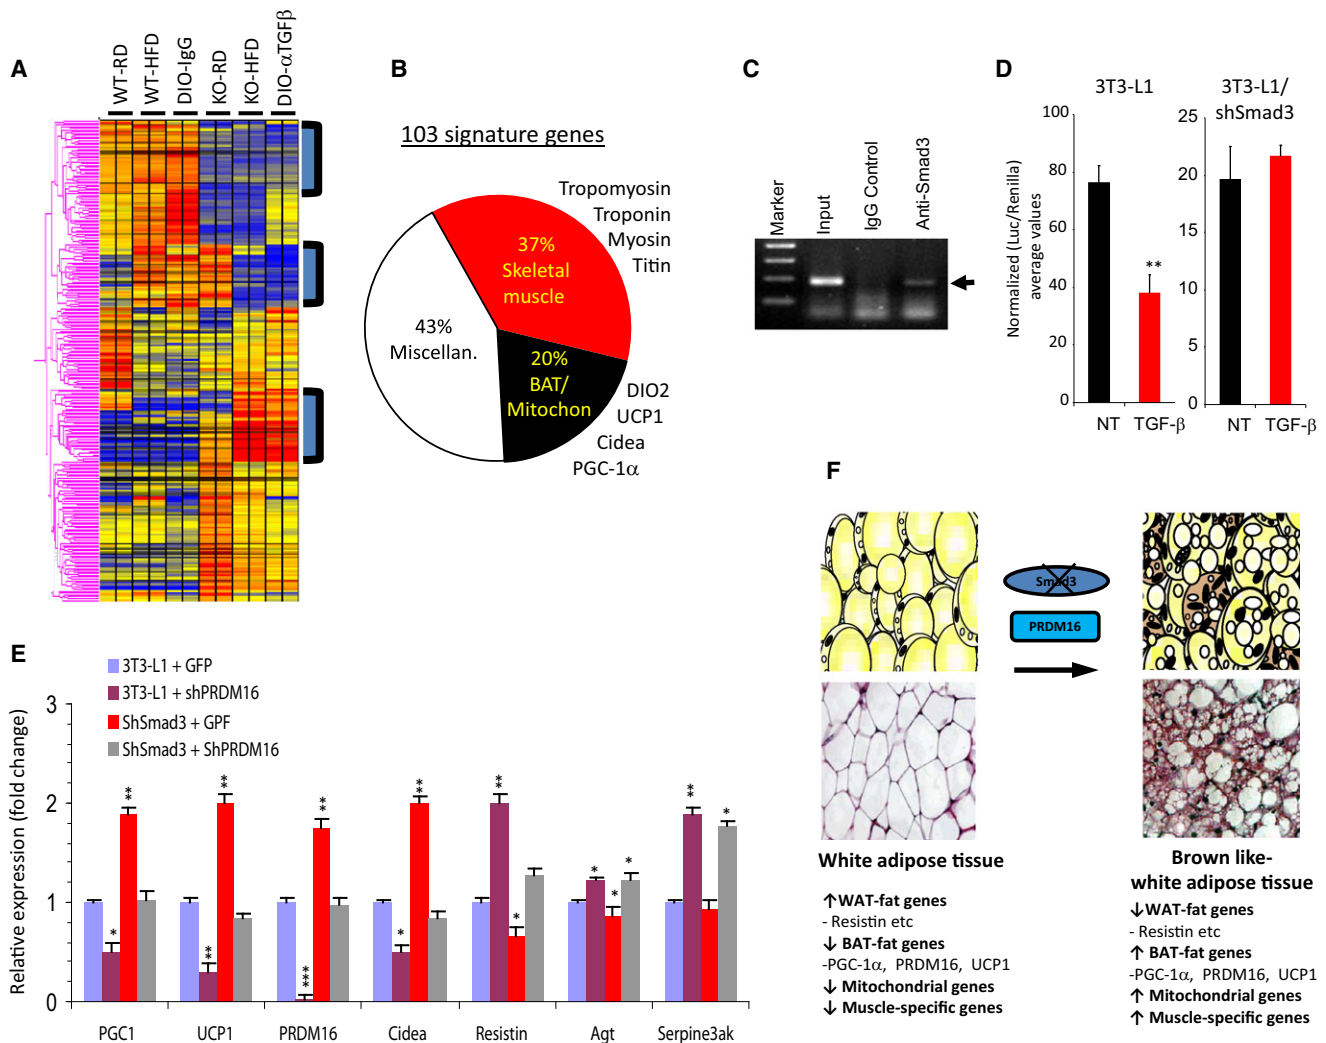 A
WT-RD
WT-HFD
DIO-IgG
KO-RD
KO-HFD
DIO-αTGFβ
B
103 signature genes
Tropomyosin
Troponin
Myosin
Titin
37%
Skeletal
muscle
43%
Miscellan.
20%
BAT/
Mitochon
DIO2
UCP1
Cidea
PGC-1α
C
Marker
Input
IgG Control
Anti-Smad3
D
3T3-L1
3T3-L1/
shSmad3
Normalized (Luc/Renilla)
average values
100
80
60
40
20
0
**
NT
TGF-β
25
20
15
10
5
0
NT
TGF-β
E
3T3-L1 + GFP
3T3-L1 + shPRDM16
ShSmad3 + GPF
ShSmad3 + ShPRDM16
Relative expression (fold change)
3
2
1
0
*
**
**
**
***
**
*
**
**
*
*
*
*
**
*
PGC1
UCP1
PRDM16
Cidea
Resistin
Agt
Serpine3ak
F
Smad3
PRDM16
White adipose tissue
↑WAT-fat genes
- Resistin etc
↓ BAT-fat genes
-PGC-1α, PRDM16, UCP1
↓ Mitochondrial genes
↓ Muscle-specific genes
Brown like-
white adipose tissue
↓WAT-fat genes
- Resistin etc
↑ BAT-fat genes
-PGC-1α, PRDM16, UCP1
↑ Mitochondrial genes
↑ Muscle-specific genes